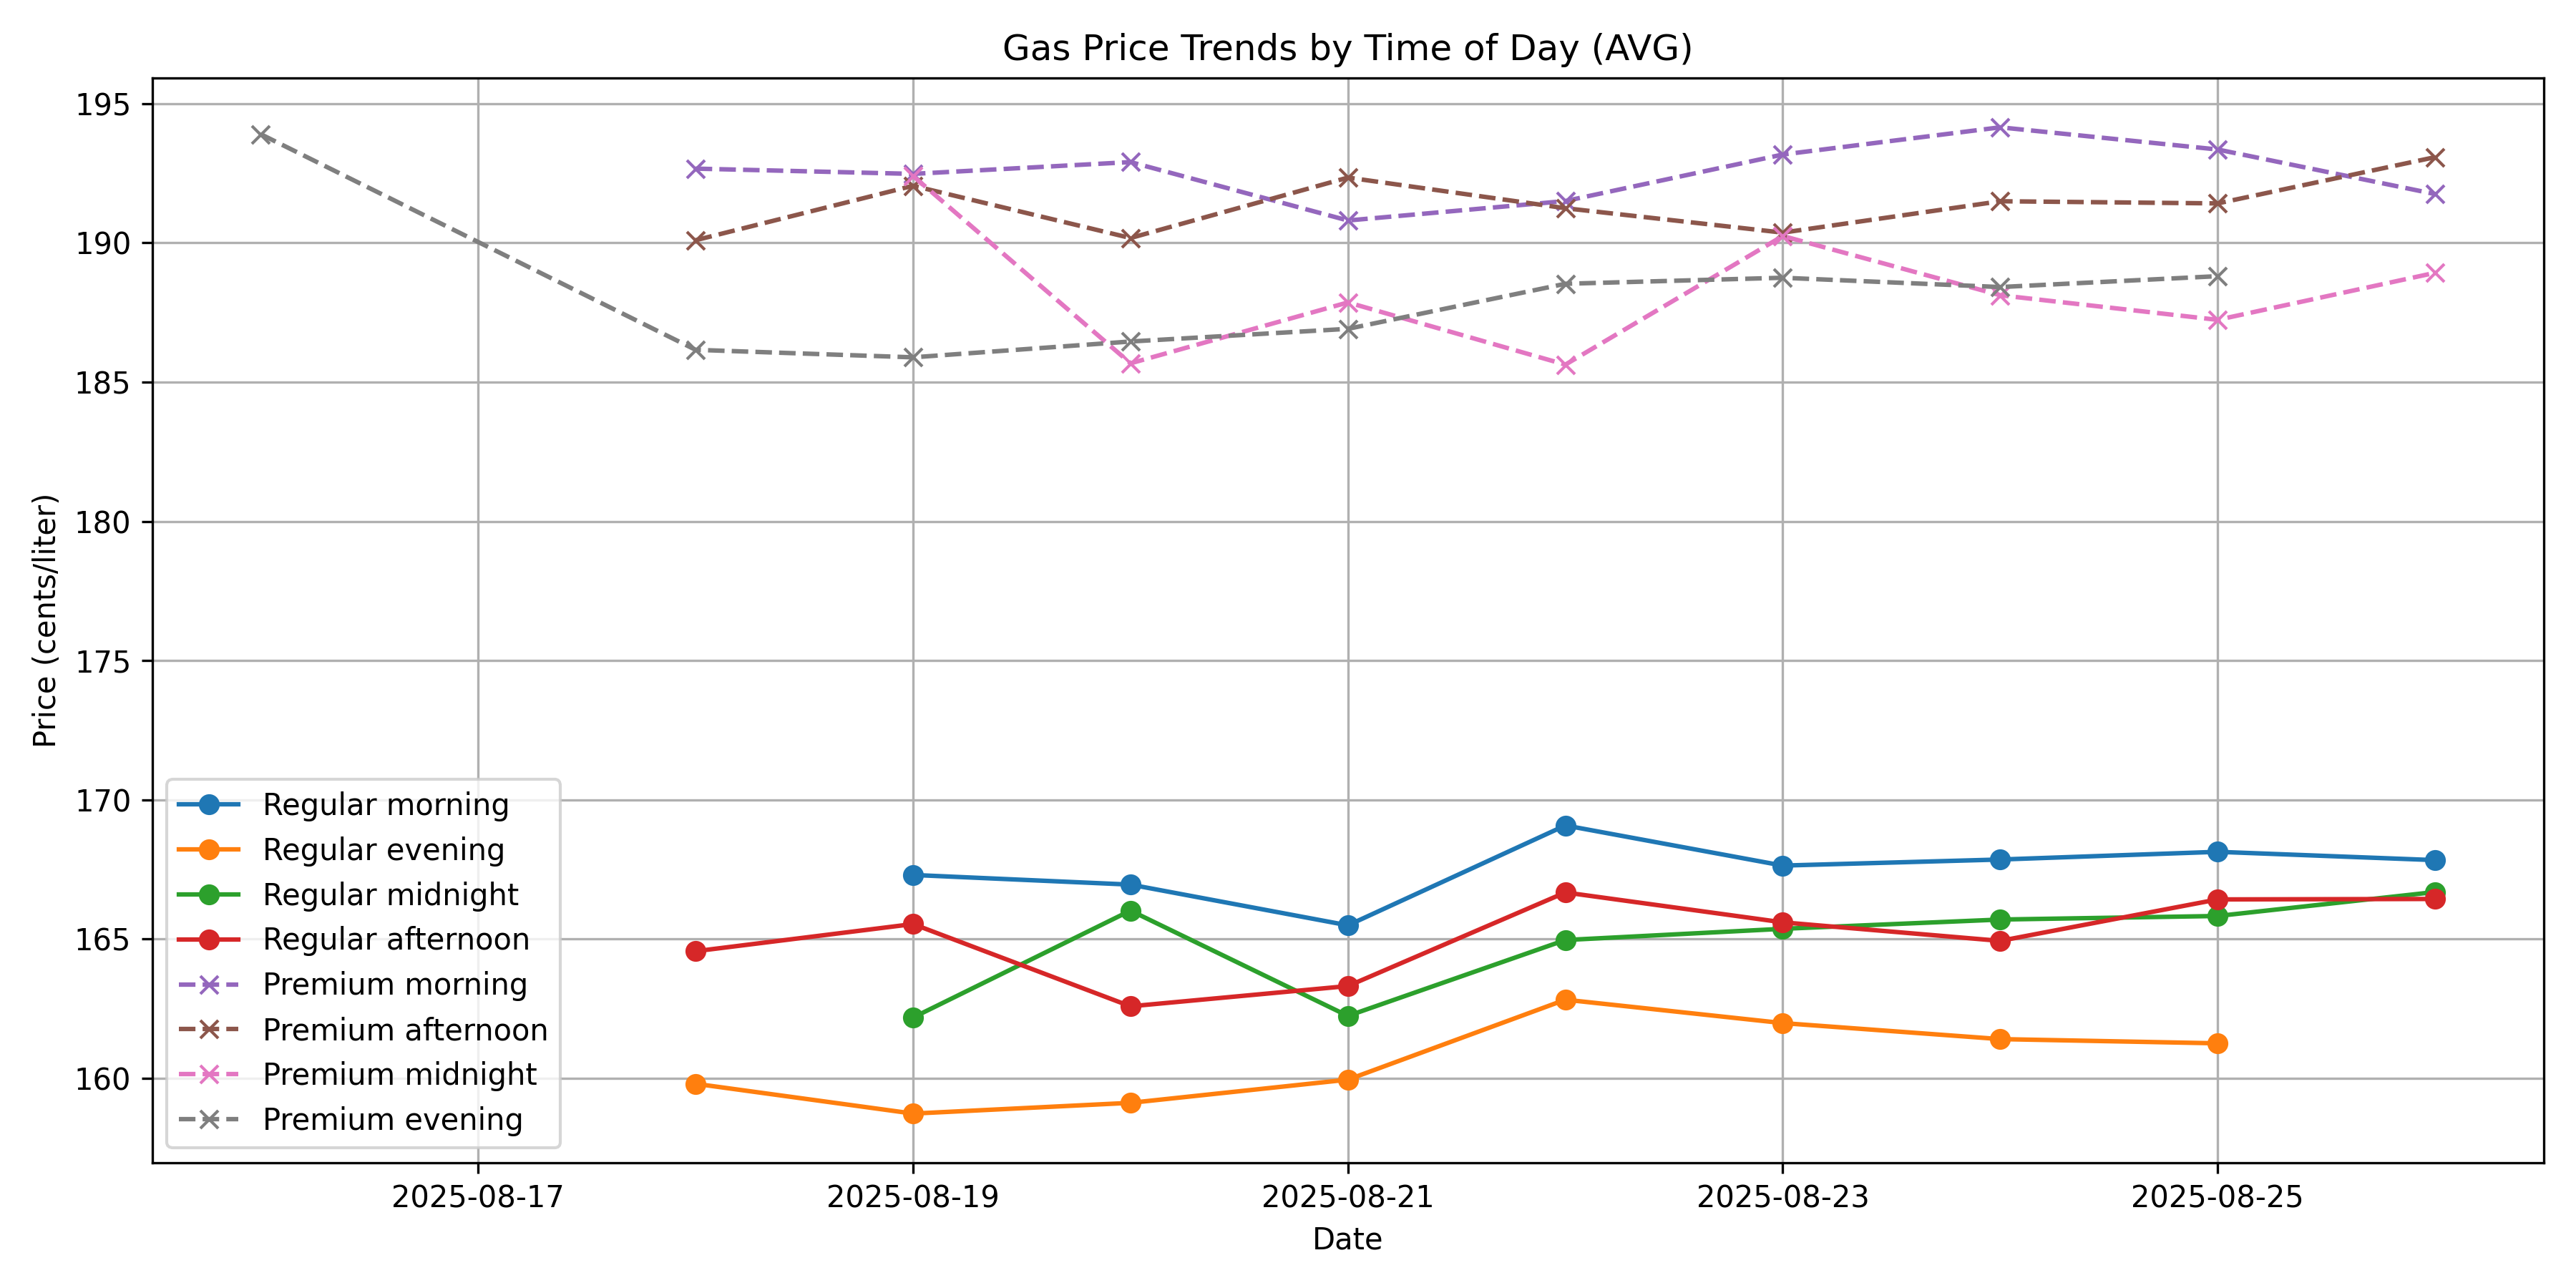 Gas Price Trends by Time of Day (AVG)
Price (cents/liter)
195
190
185
180
175
170
165
160
Regular morning
Regular evening
Regular midnight
Regular afternoon
Premium morning
Premium afternoon
Premium midnight
Premium evening
2025-08-17
2025-08-19
2025-08-21
2025-08-23
2025-08-25
Date